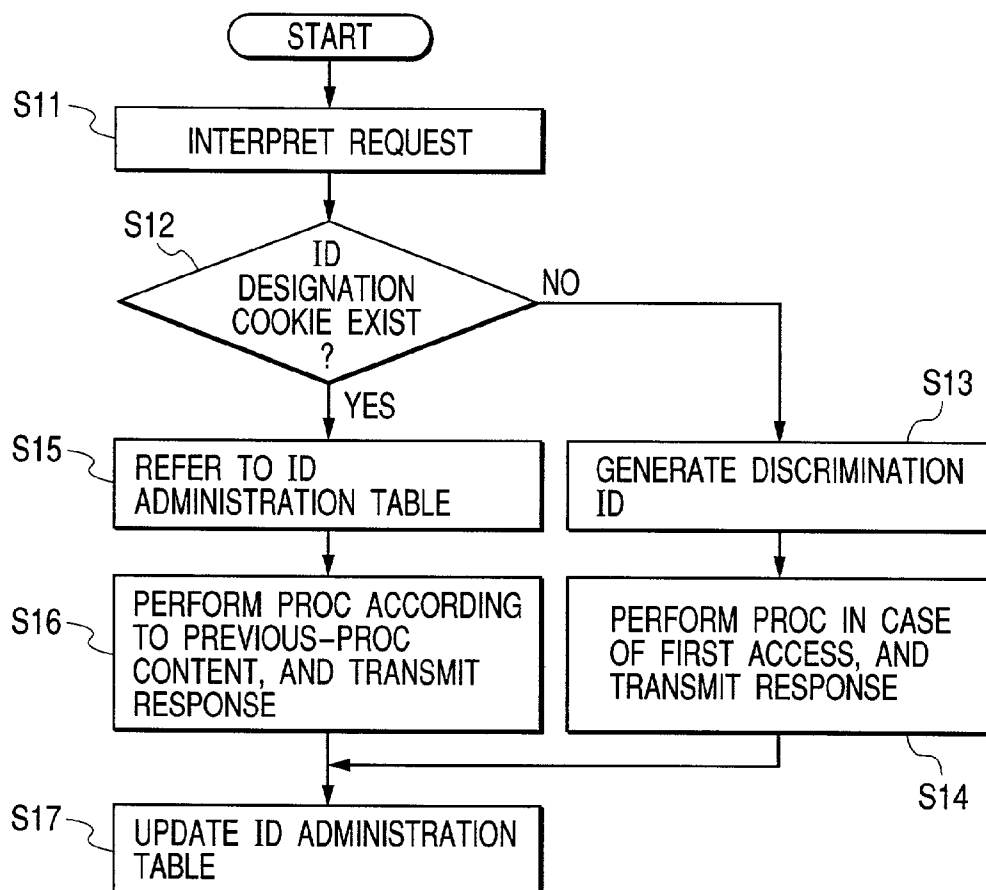 START
S11
INTERPRET REQUEST
S12
ID
DESIGNATION
COOKIE EXIST
?
NO
YES
S13
S15
REFER TO ID
ADMINISTRATION TABLE
GENERATE DISCRIMINATION
ID
S16
PERFORM PROC ACCORDING
TO PREVIOUS-PROC
CONTENT, AND TRANSMIT
RESPONSE
PERFORM PROC IN CASE
OF FIRST ACCESS, AND
TRANSMIT RESPONSE
S14
S17
UPDATE ID ADMINISTRATION
TABLE